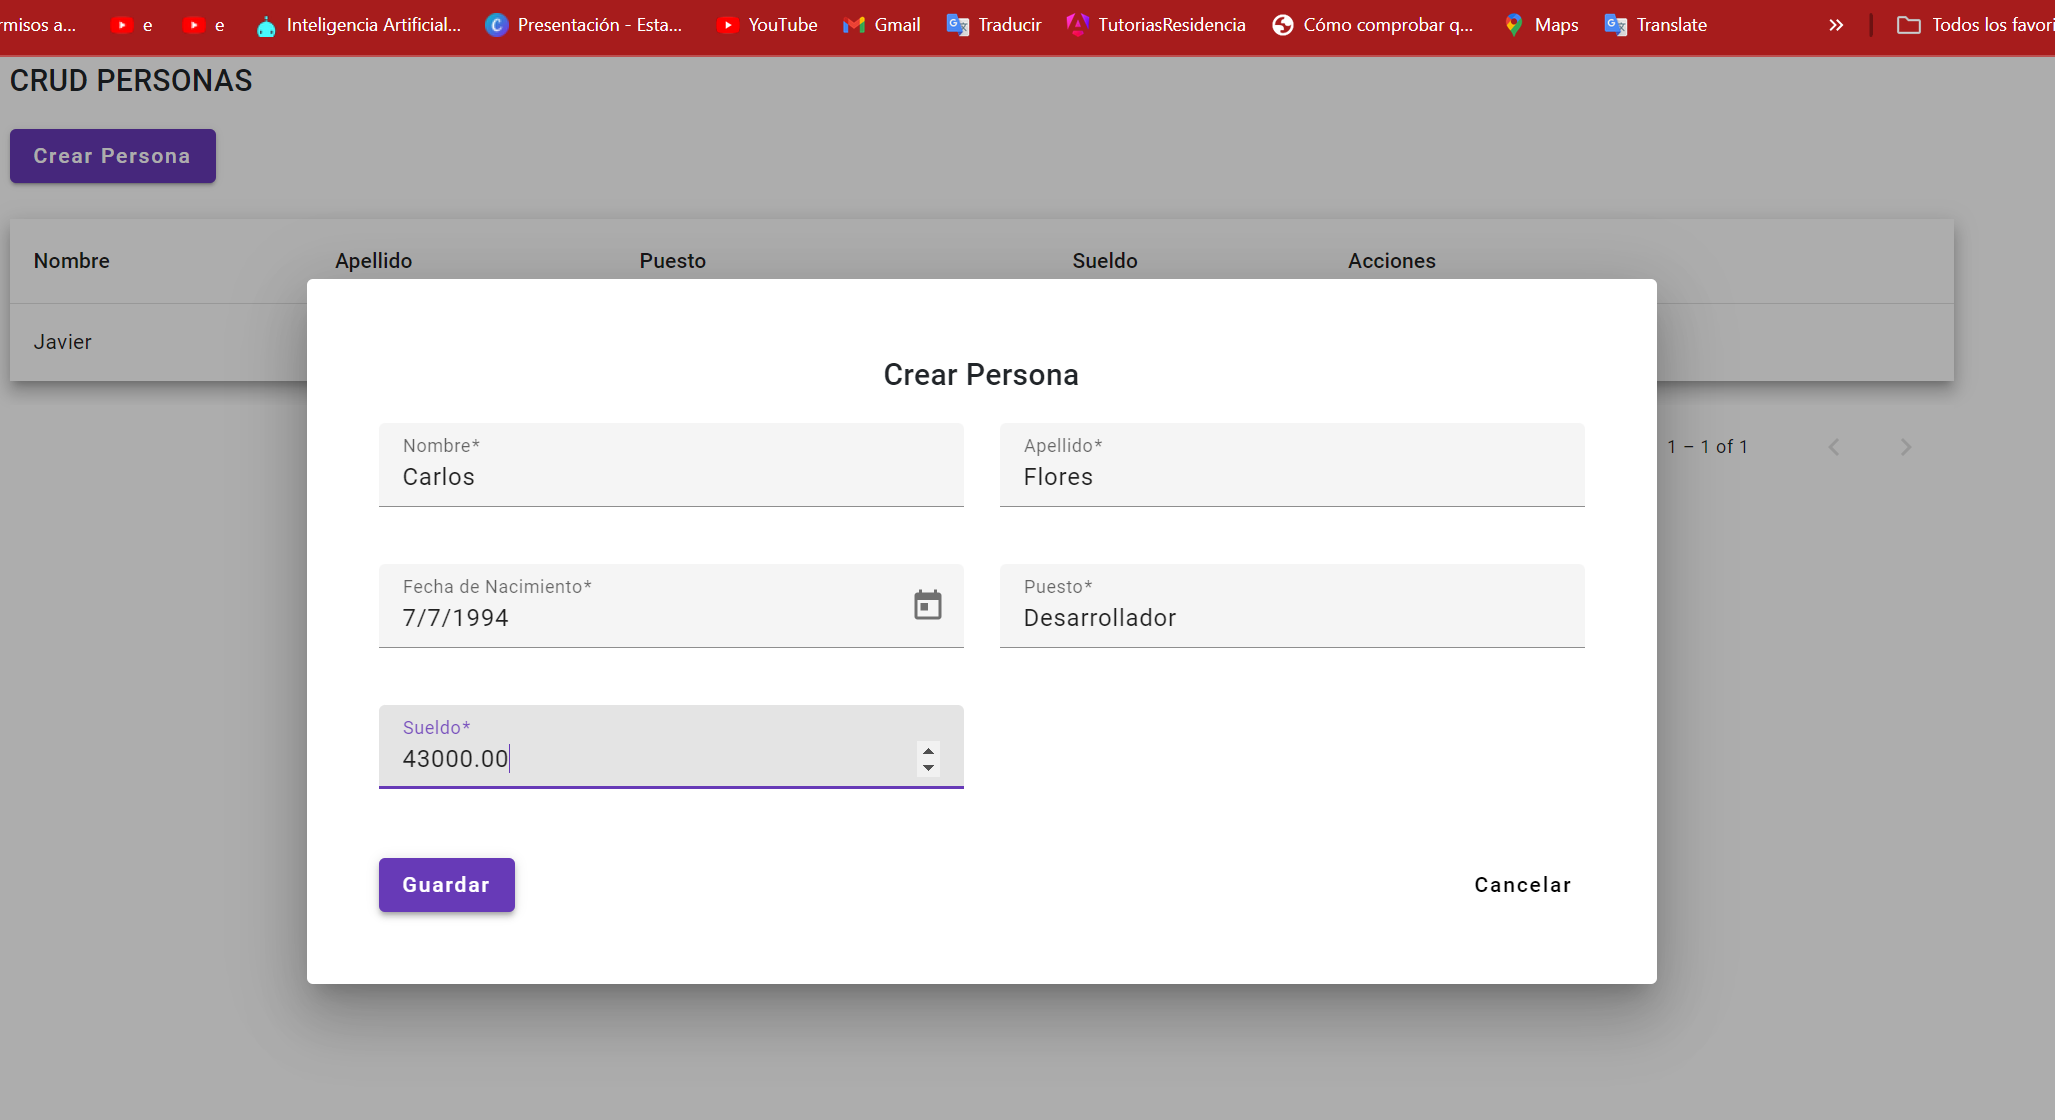 rmisos a... e e Inteligencia Artificial... Presentación - Esta... YouTube Gmail Traducir TutoriasResidencia Cómo comprobar q... Maps Translate » Todos los favori
CRUD PERSONAS
Crear Persona
Nombre Apellido Puesto Sueldo Acciones
Javier
1 – 1 of 1
Crear Persona
Nombre* Apellido*
Carlos Flores
Fecha de Nacimiento* Puesto*
7/7/1994 Desarrollador
Sueldo*
43000.00
Guardar Cancelar